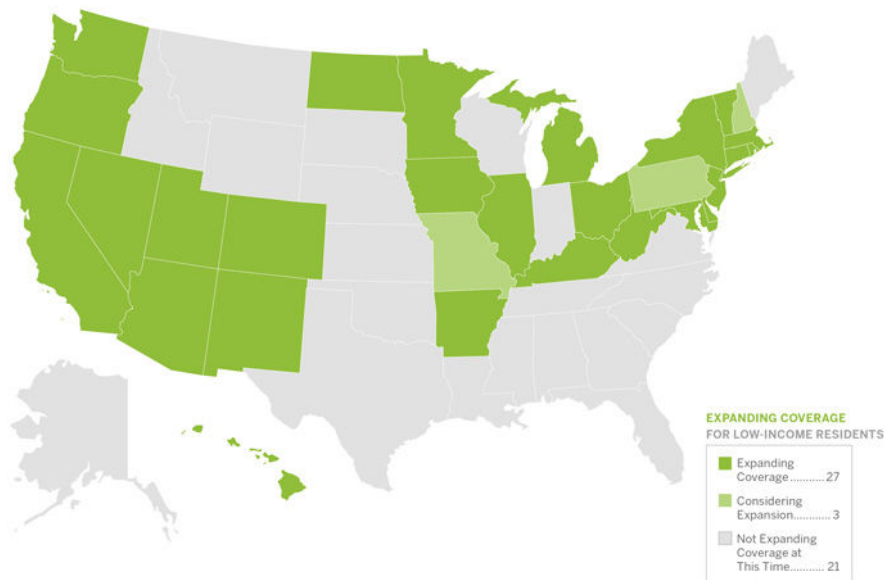 EXPANDING COVERAGE
FOR LOW-INCOME RESIDENTS
Expanding
Coverage............27
Considering
Expansion............3
Not Expanding
Coverage at
This Time............21